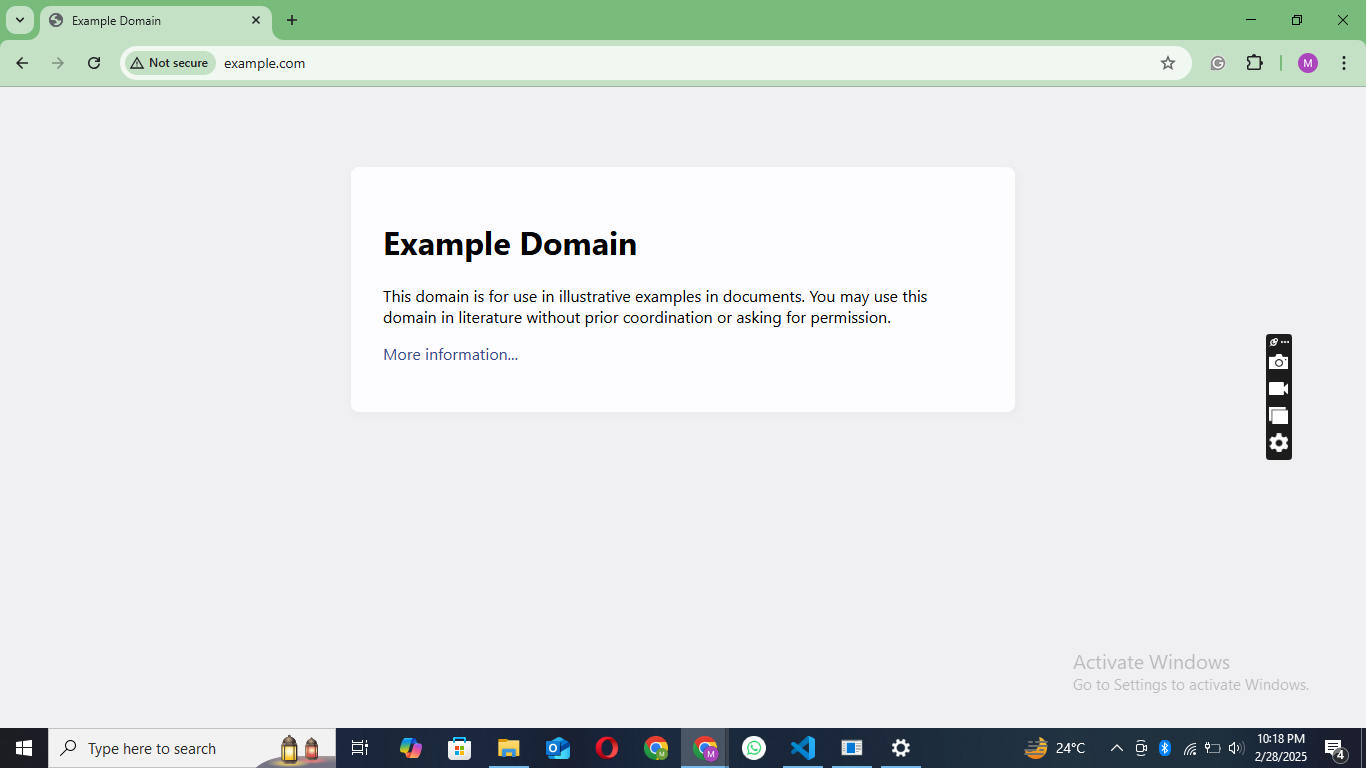 Example Domain
Not secure
example.com
M
Example Domain
This domain is for use in illustrative examples in documents. You may use this
domain in literature without prior coordination or asking for permission.
More information...
Activate Windows
Go to Settings to activate Windows.
Type here to search
24°C
10:18 PM
2/28/2025
4